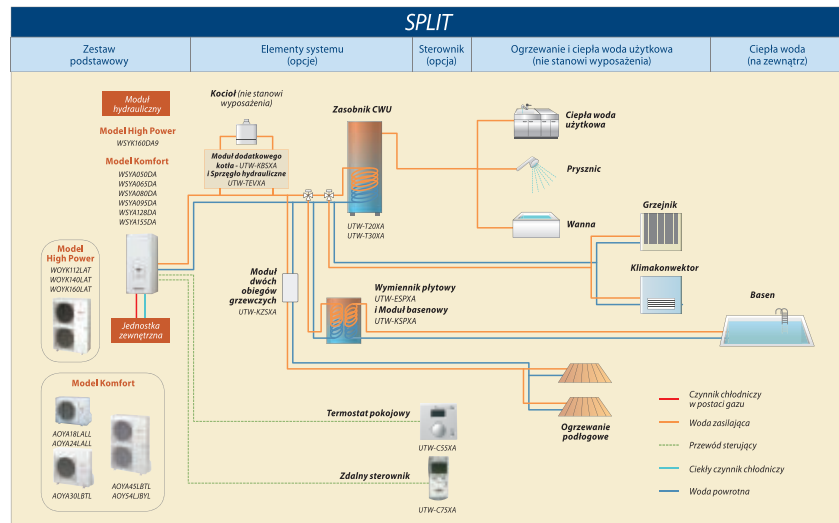 SPLIT
Zestaw
podstawowy
Elementy systemu
(opcje)
Sterownik
(opcja)
Ogrzewanie i ciepła woda użytkowa
(nie stanowi wyposażenia)
Ciepła woda
(na zewnątrz)
Moduł
hydrauliczny
Model High Power
WSYK160DA9
Model Komfort
WSYA050DA
WSYA065DA
WSYA080DA
WSYA095DA
WSYA128DA
WSYA155DA
Model
High Power
WOYK112LAT
WOYK140LAT
WOYK160LAT
Jednostka
zewnętrzna
Model Komfort
AOYA18LALL
AOYA24LALL
AOYA30LBTL
AOYA45LBTL
AOYS4LJBYL
Kocioł (nie stanowi
wyposażenia)
Moduł dodatkowego
kotła - UTW-KBSXA
i Sprzęgło hydrauliczne
UTW-TEVXA
Zasobnik CWU
UTW-T20XA
UTW-T30XA
Moduł
dwóch
obiegów
grzewczych
UTW-KZSXA
Wymiennik płytowy
UTW-ESPXA
i Moduł basenowy
UTW-KSPXA
Termostat pokojowy
UTW-C55XA
Zdalny sterownik
UTW-C75XA
Ciepła woda
użytkowa
Prysznic
Wanna
Grzejnik
Klimakonwektor
Basen
Ogrzewanie
podłogowe
Czynnik chłodniczy
w postaci gazu
Woda zasilająca
Przewód sterujący
Ciekły czynnik chłodniczy
Woda powrotna